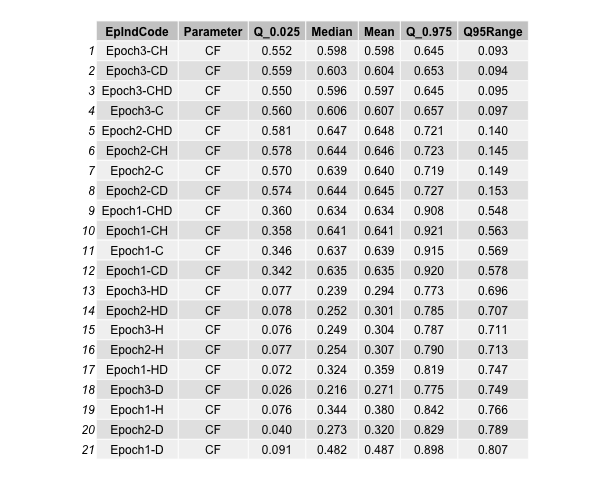 EpIndCode Parameter Q_0.025 Median Mean Q_0.975 Q95Range
1 Epoch3-CH CF 0.552 0.598 0.598 0.645 0.093
2 Epoch3-CD CF 0.559 0.603 0.604 0.653 0.094
3 Epoch3-CHD CF 0.550 0.596 0.597 0.645 0.095
4 Epoch3-C CF 0.560 0.606 0.607 0.657 0.097
5 Epoch2-CHD CF 0.581 0.647 0.648 0.721 0.140
6 Epoch2-CH CF 0.578 0.644 0.646 0.723 0.145
7 Epoch2-C CF 0.570 0.639 0.640 0.719 0.149
8 Epoch2-CD CF 0.574 0.644 0.645 0.727 0.153
9 Epoch1-CHD CF 0.360 0.634 0.634 0.908 0.548
10 Epoch1-CH CF 0.358 0.641 0.641 0.921 0.563
11 Epoch1-C CF 0.346 0.637 0.639 0.915 0.569
12 Epoch1-CD CF 0.342 0.635 0.635 0.920 0.578
13 Epoch3-HD CF 0.077 0.239 0.294 0.773 0.696
14 Epoch2-HD CF 0.078 0.252 0.301 0.785 0.707
15 Epoch3-H CF 0.076 0.249 0.304 0.787 0.711
16 Epoch2-H CF 0.077 0.254 0.307 0.790 0.713
17 Epoch1-HD CF 0.072 0.324 0.359 0.819 0.747
18 Epoch3-D CF 0.026 0.216 0.271 0.775 0.749
19 Epoch1-H CF 0.076 0.344 0.380 0.842 0.766
20 Epoch2-D CF 0.040 0.273 0.320 0.829 0.789
21 Epoch1-D CF 0.091 0.482 0.487 0.898 0.807